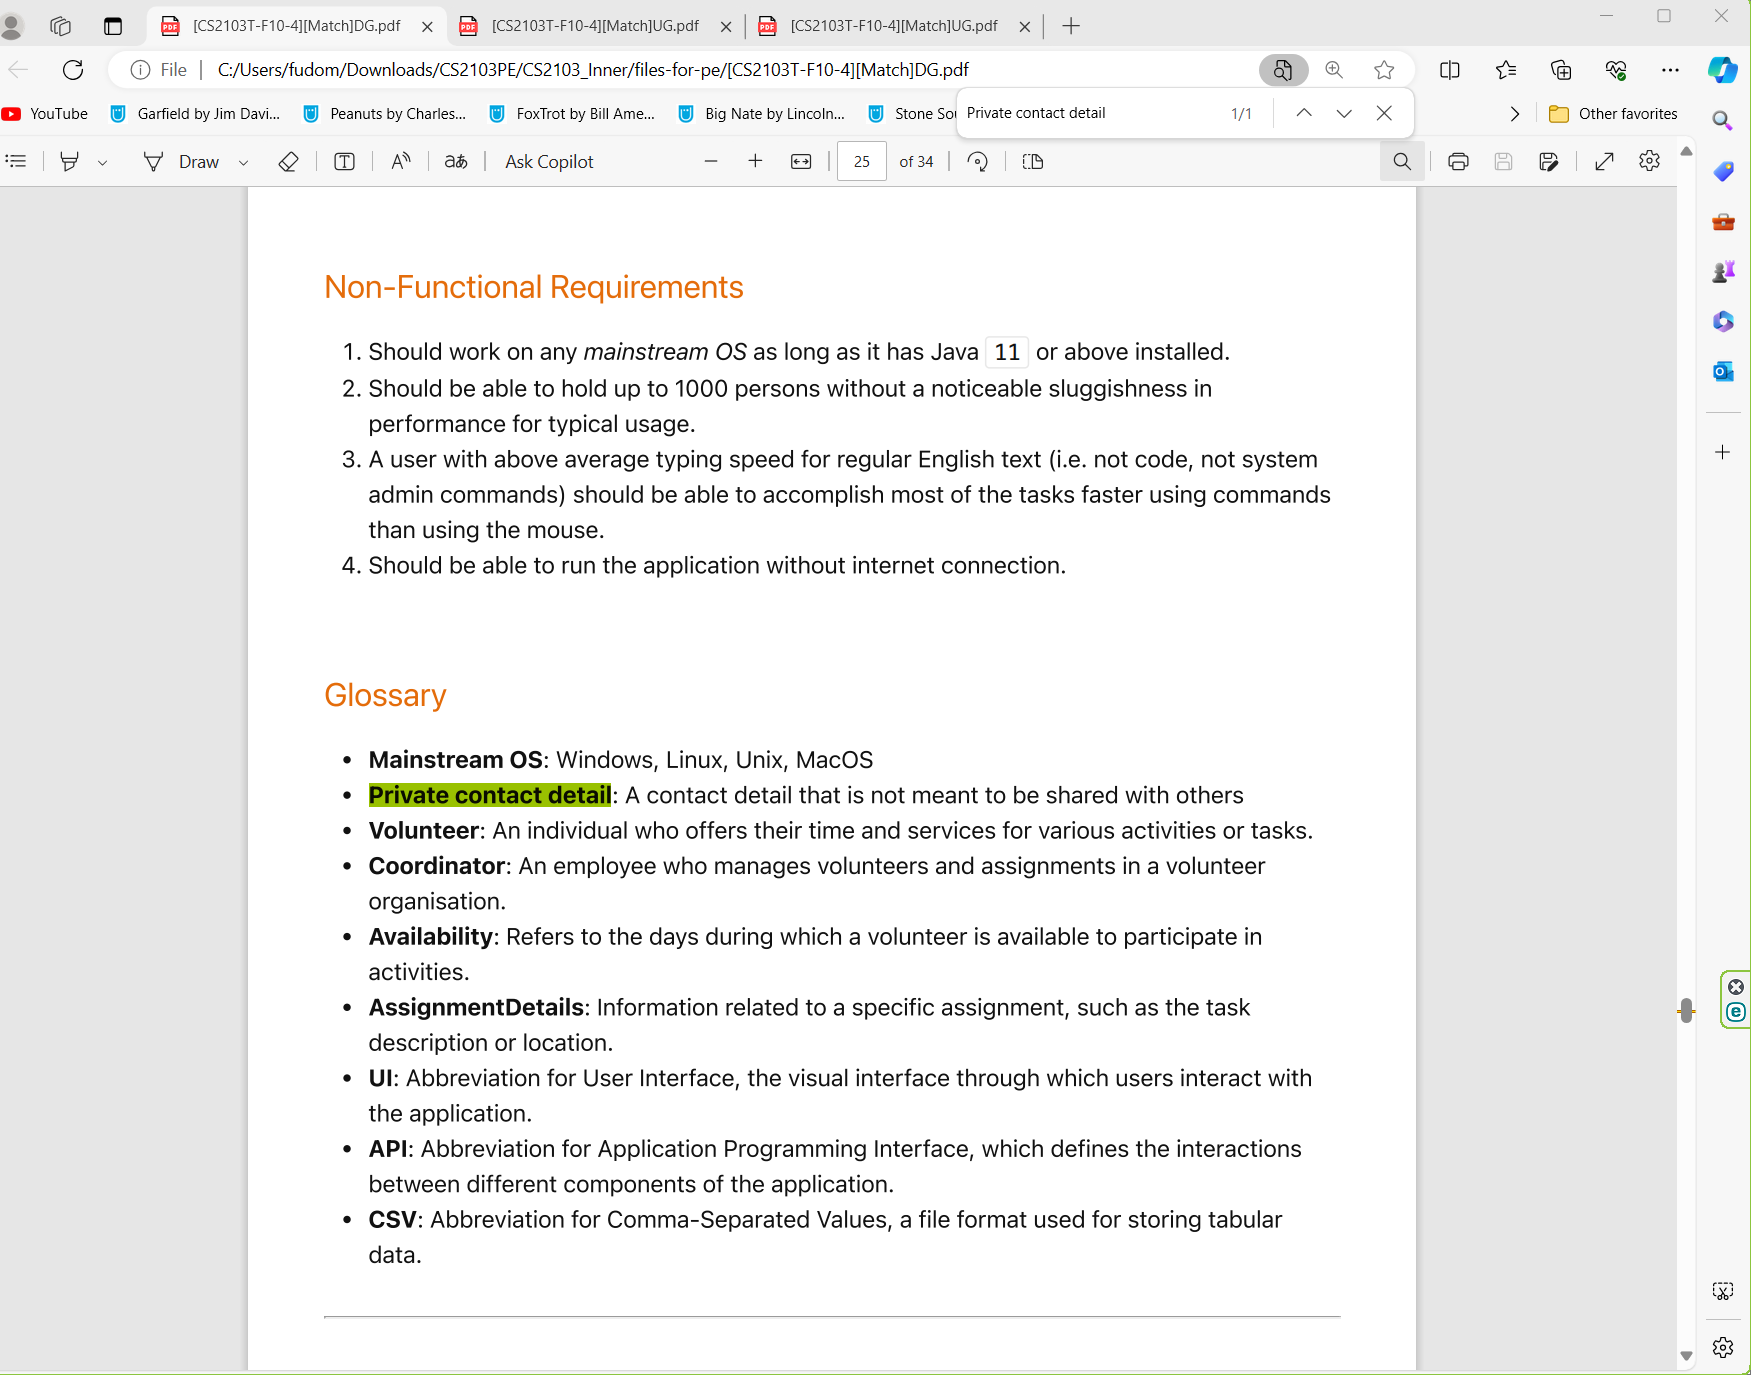 [CS2103T-F10-4][Match]DG.pdf
[CS2103T-F10-4][Match]UG.pdf
[CS2103T-F10-4][Match]UG.pdf
File
C:/Users/fudom/Downloads/CS2103PE/CS2103_Inner/files-for-pe/[CS2103T-F10-4][Match]DG.pdf
YouTube
Garfield by Jim Davi...
Peanuts by Charles...
FoxTrot by Bill Ame...
Big Nate by Lincoln...
Stone So
Other favorites
Private contact detail 1/1
Draw
Ask Copilot
25 of 34
Non-Functional Requirements
1. Should work on any mainstream OS as long as it has Java 11 or above installed.
2. Should be able to hold up to 1000 persons without a noticeable sluggishness in
performance for typical usage.
3. A user with above average typing speed for regular English text (i.e. not code, not system
admin commands) should be able to accomplish most of the tasks faster using commands
than using the mouse.
4. Should be able to run the application without internet connection.
Glossary
• Mainstream OS: Windows, Linux, Unix, MacOS
• Private contact detail: A contact detail that is not meant to be shared with others
• Volunteer: An individual who offers their time and services for various activities or tasks.
• Coordinator: An employee who manages volunteers and assignments in a volunteer
organisation.
• Availability: Refers to the days during which a volunteer is available to participate in
activities.
• AssignmentDetails: Information related to a specific assignment, such as the task
description or location.
• UI: Abbreviation for User Interface, the visual interface through which users interact with
the application.
• API: Abbreviation for Application Programming Interface, which defines the interactions
between different components of the application.
• CSV: Abbreviation for Comma-Separated Values, a file format used for storing tabular
data.